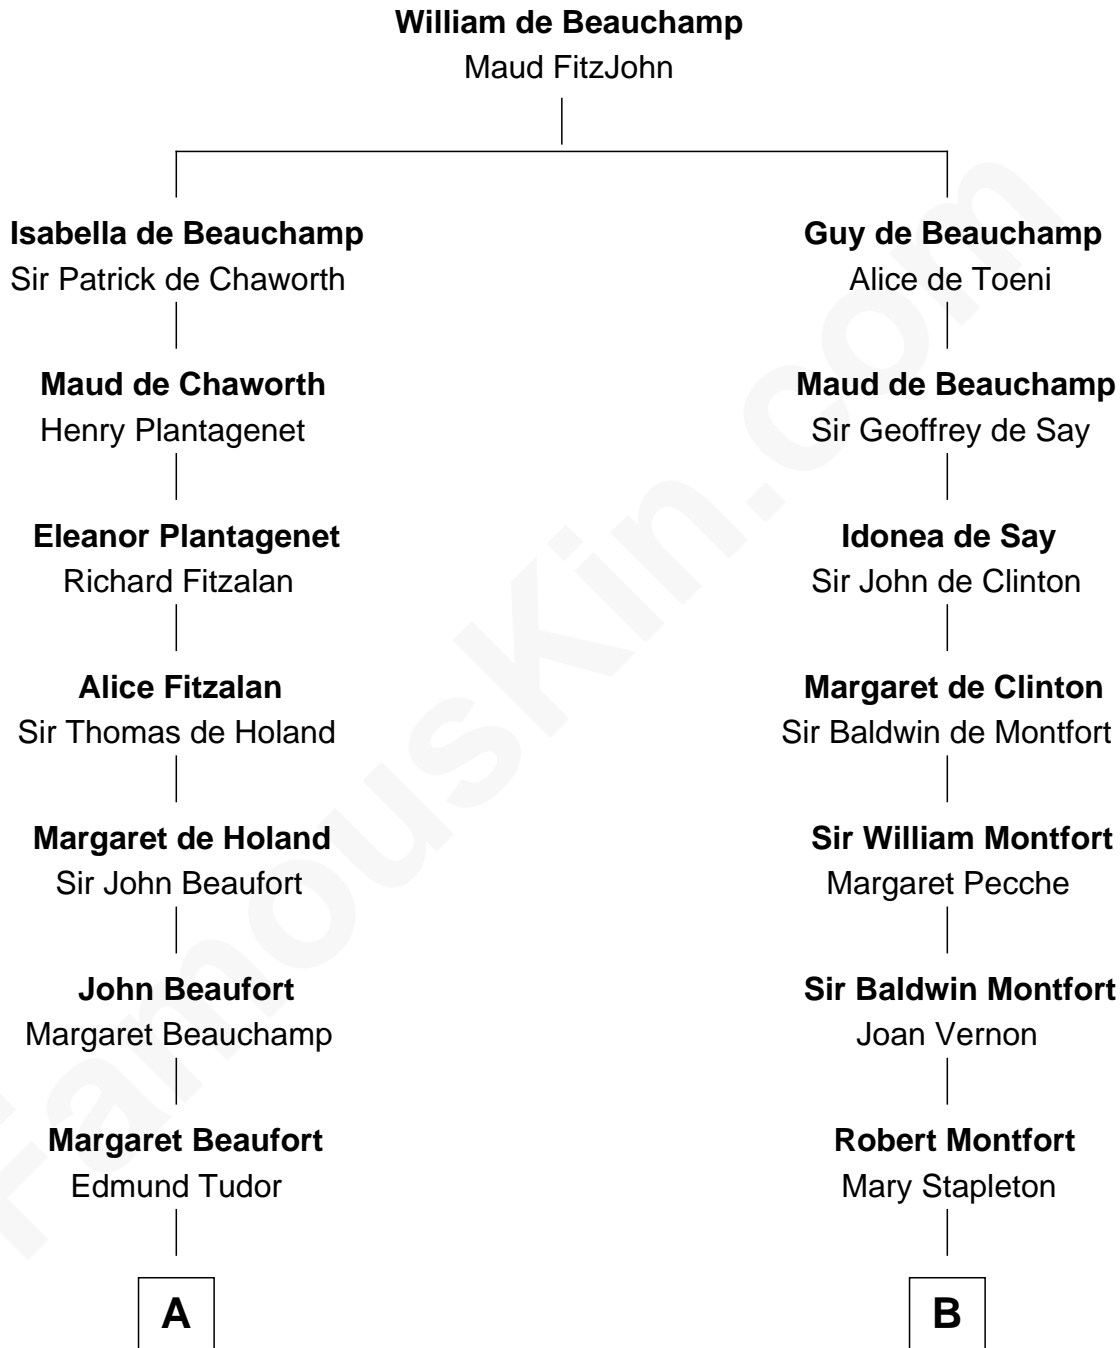 William de Beauchamp
Maud FitzJohn
Isabella de Beauchamp
Sir Patrick de Chaworth
Guy de Beauchamp
Alice de Toeni
Maud de Chaworth
Henry Plantagenet
Maud de Beauchamp
Sir Geoffrey de Say
Eleanor Plantagenet
Richard Fitzalan
Idonea de Say
Sir John de Clinton
Alice Fitzalan
Sir Thomas de Holand
Margaret de Clinton
Sir Baldwin de Montfort
Margaret de Holand
Sir John Beaufort
Sir William Montfort
Margaret Pecche
John Beaufort
Margaret Beauchamp
Sir Baldwin Montfort
Joan Vernon
Margaret Beaufort
Edmund Tudor
Robert Montfort
Mary Stapleton
A
B
FamousKin.com